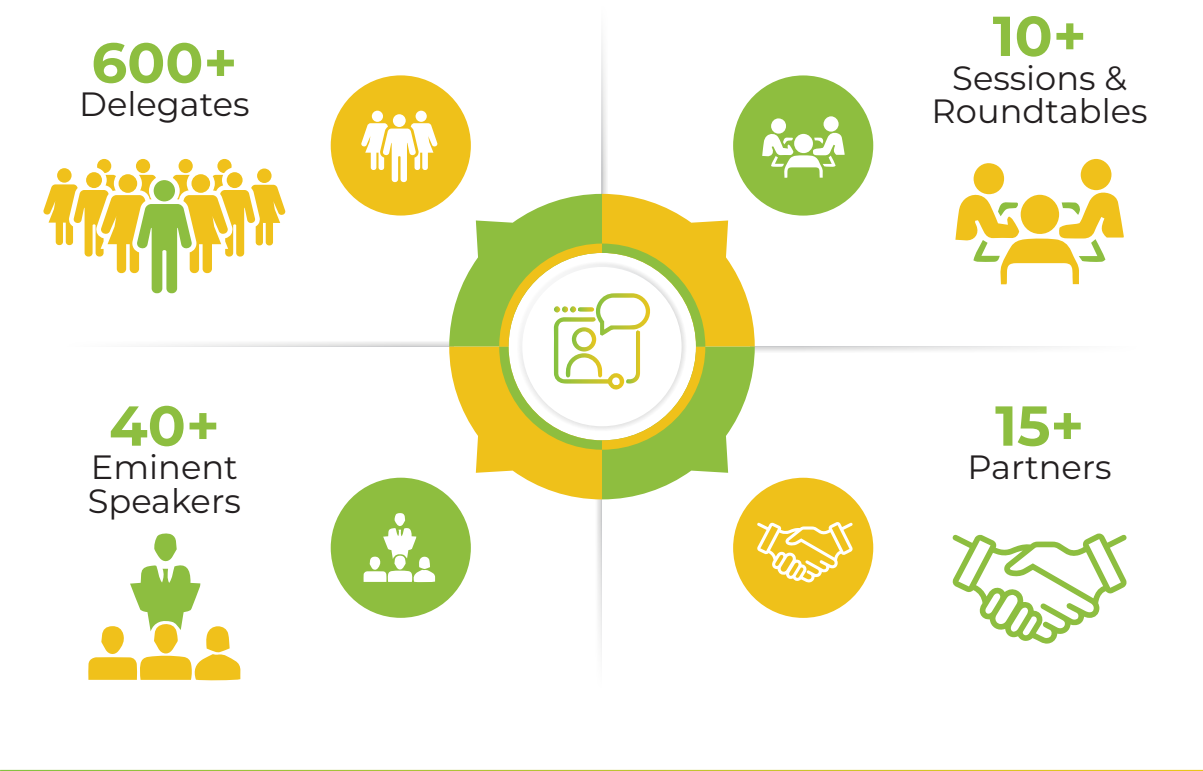 600+
Delegates
10+
Sessions &
Roundtables
40+
Eminent
Speakers
15+
Partners